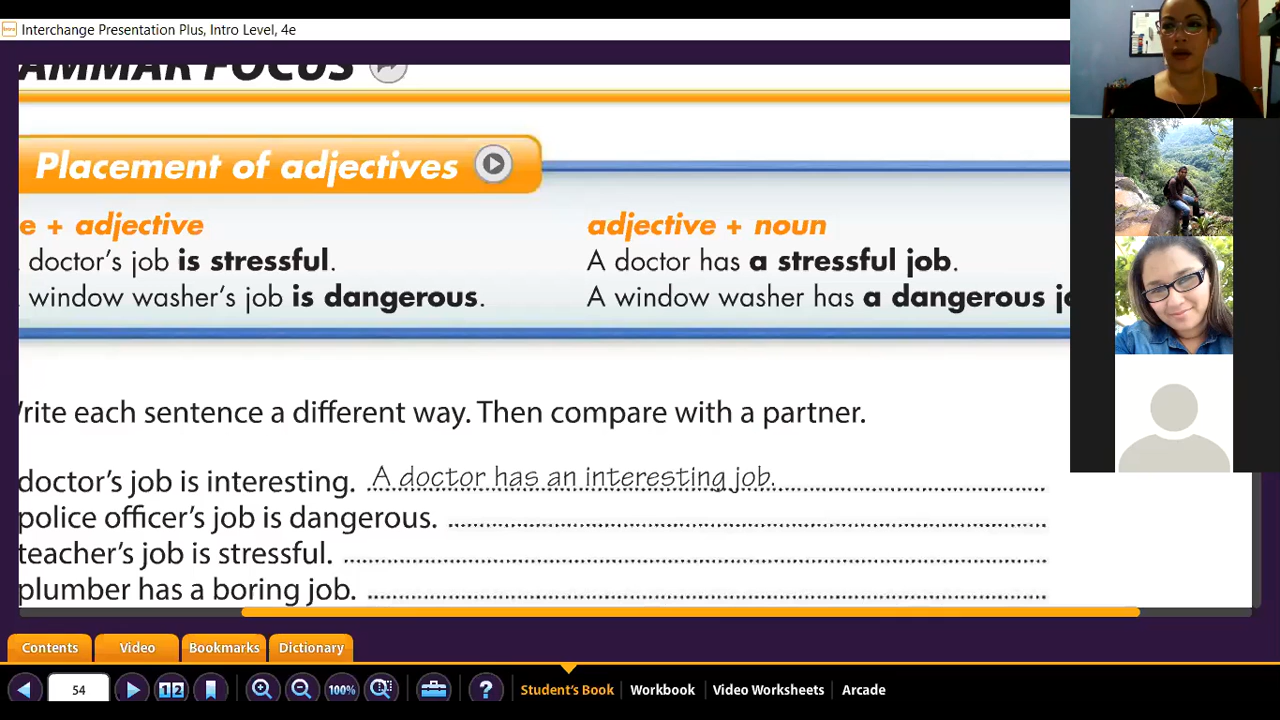 Interchange Presentation Plus, Intro Level, 4e
AMMAR FOCUS
Placement of adjectives
e + adjective
doctor's job is stressful.
window washer's job is dangerous.
adjective + noun
A doctor has a stressful job.
A window washer has a dangerous
rite each sentence a different way. Then compare with a partner.
doctor's job is interesting. A doctor has an interesting job.
police officer's job is dangerous.
teacher's job is stressful.
plumber has a boring job.
Contents Video Bookmarks Dictionary
54 12 100% ? Student's Book Workbook Video Worksheets Arcade